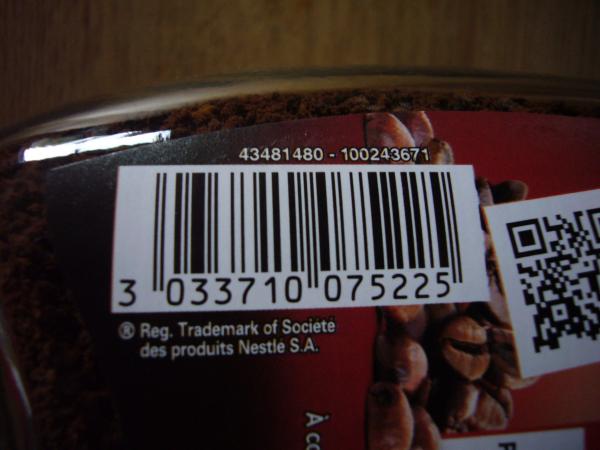 43481480 - 100243671
3 033710 075225
® Reg. Trademark of Société
des produits Nestlé S.A.
À